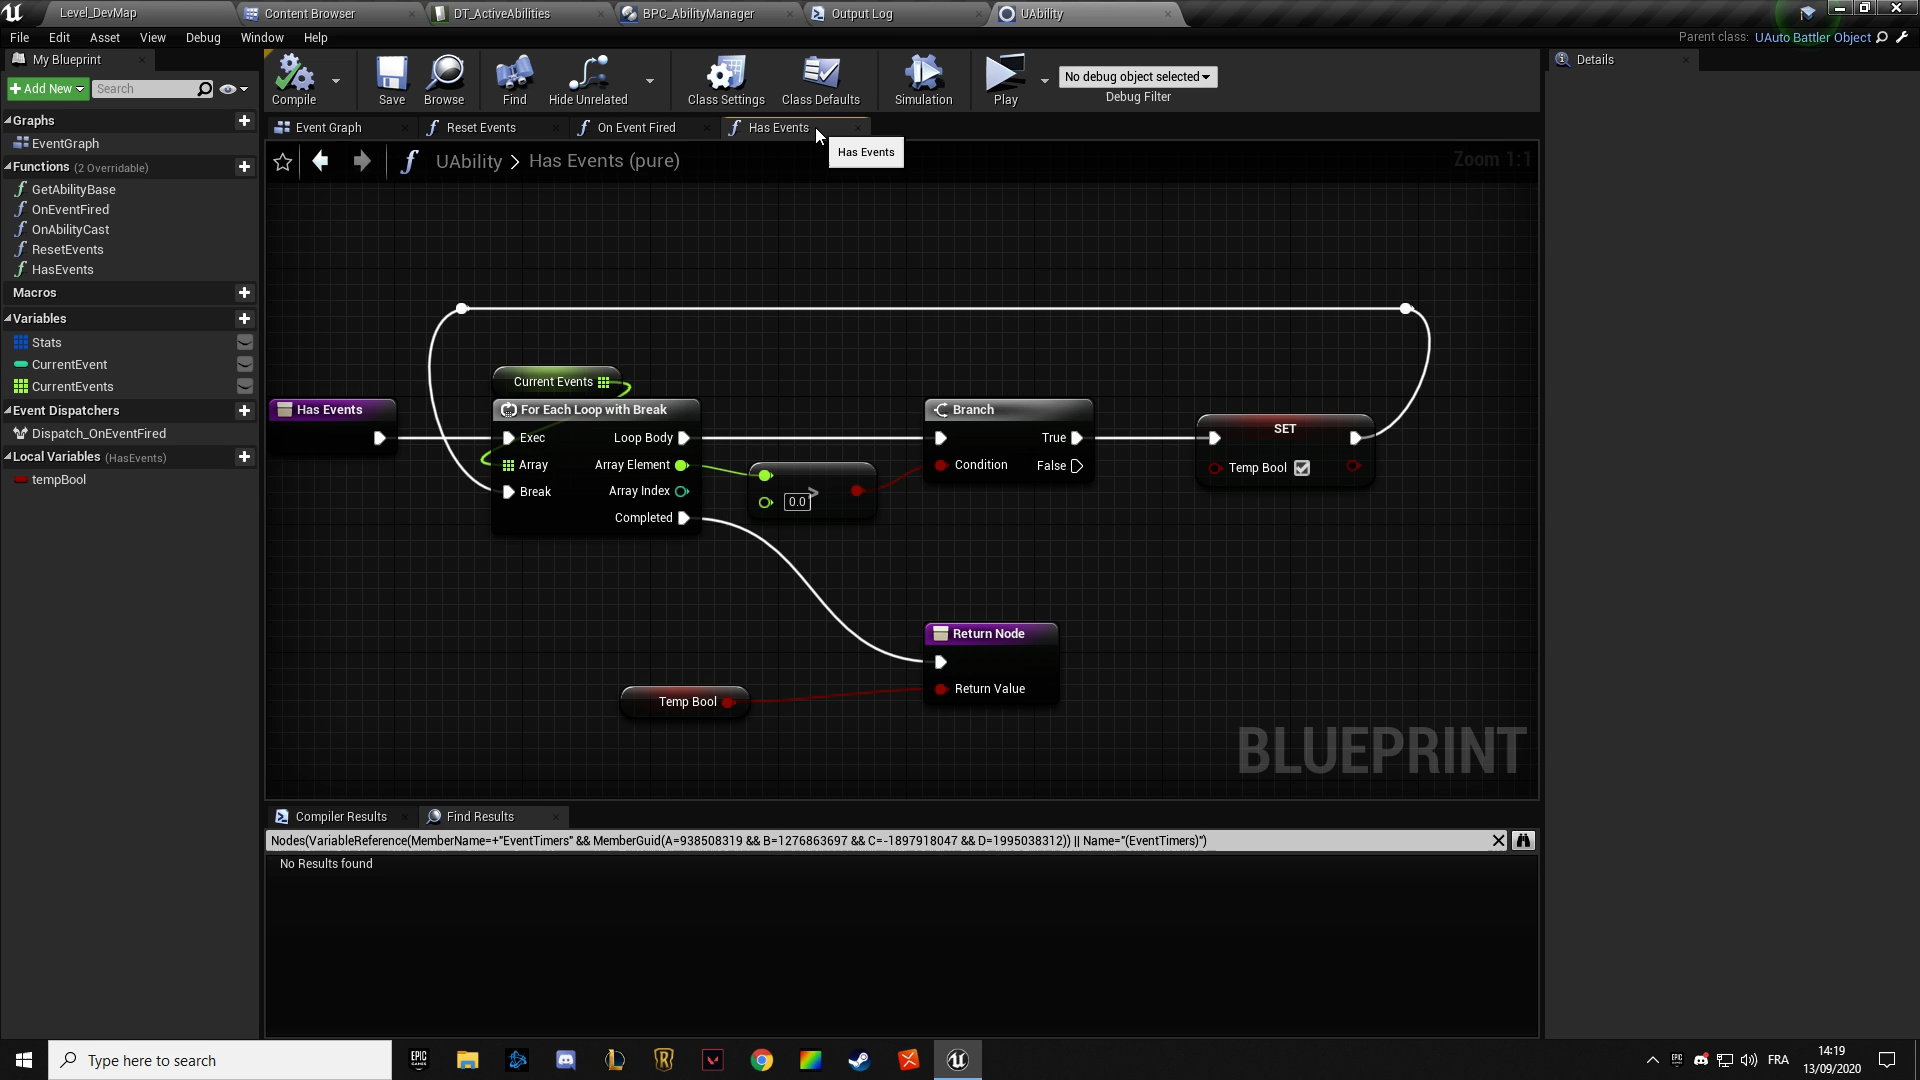 Level_DevMap
Content Browser
DT_ActiveAbilities
BPC_AbilityManager
Output Log
UAbility
File Edit Asset View Debug Window Help
Parent class: UAuto Battler Object
My Blueprint
Add New
Search
Compile
Save
Browse
Find
Hide Unrelated
Class Settings
Class Defaults
Simulation
Play
No debug object selected
Debug Filter
Details
Graphs
EventGraph
Functions (2 Overridable)
GetAbilityBase
OnEventFired
OnAbilityCast
ResetEvents
HasEvents
Macros
Variables
Stats
CurrentEvent
CurrentEvents
Event Dispatchers
Dispatch_OnEventFired
Local Variables (HasEvents)
tempBool
Event Graph
Reset Events
On Event Fired
Has Events
Has Events
UAbility > Has Events (pure)
Zoom 1:1
Current Events
Has Events
For Each Loop with Break
Exec Loop Body
Array Array Element
Break Array Index
Completed
0.0
>
Branch
True
Condition False
SET
Temp Bool
Return Node
Return Value
Temp Bool
BLUEPRINT
Compiler Results
Find Results
Nodes(VariableReference(MemberName=+"EventTimers" && MemberGuid(A=938508319 && B=1276863697 && C=-1897918047 && D=1995038312)) || Name="(EventTimers)")
No Results found
Type here to search
EPIC
GAMES
FRA
14:19
13/09/2020